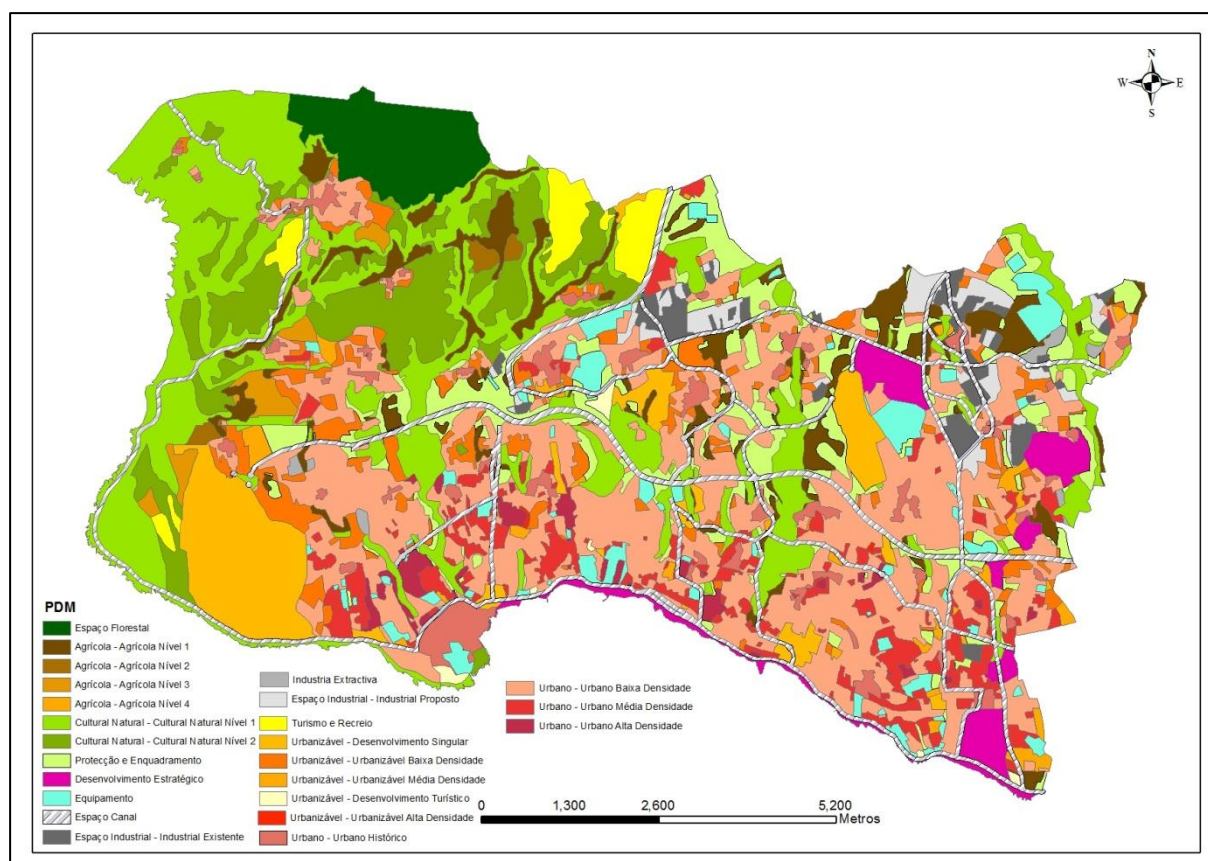 N
W E
S
PDM
Espaço Florestal
Agrícola - Agrícola Nível 1
Agrícola - Agrícola Nível 2
Agrícola - Agrícola Nível 3
Agrícola - Agrícola Nível 4
Cultural Natural - Cultural Natural Nível 1
Cultural Natural - Cultural Natural Nível 2
Protecção e Enquadramento
Desenvolvimento Estratégico
Equipamento
Espaço Canal
Espaço Industrial - Industrial Existente
Industria Extractiva
Espaço Industrial - Industrial Proposto
Turismo e Recreio
Urbanizável - Desenvolvimento Singular
Urbanizável - Urbanizável Baixa Densidade
Urbanizável - Urbanizável Média Densidade
Urbanizável - Desenvolvimento Turístico
Urbanizável - Urbanizável Alta Densidade
Urbano - Urbano Histórico
Urbano - Urbano Baixa Densidade
Urbano - Urbano Média Densidade
Urbano - Urbano Alta Densidade
0 1,300 2,600 5,200
Metros